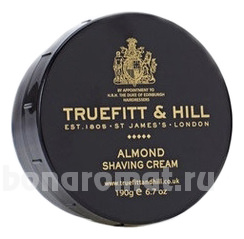 BY APPOINTMENT TO
H.R.H. THE DUKE OF EDINBURGH
HAIRDRESSERS
TRUEFITT & HILL
EST.1805 • ST JAMES'S • LONDON
ALMOND
SHAVING CREAM
www.truefittandhill.co.uk
190g ℮ 6.7 oz
bonaromat.ru